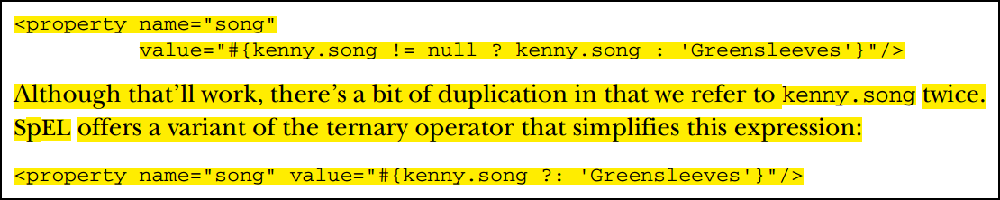 <property name="song"
value="#{kenny.song != null ? kenny.song : 'Greensleeves'}"/>
Although that’ll work, there’s a bit of duplication in that we refer to kenny.song twice.
SpEL offers a variant of the ternary operator that simplifies this expression:
<property name="song" value="#{kenny.song ?: 'Greensleeves'}"/>